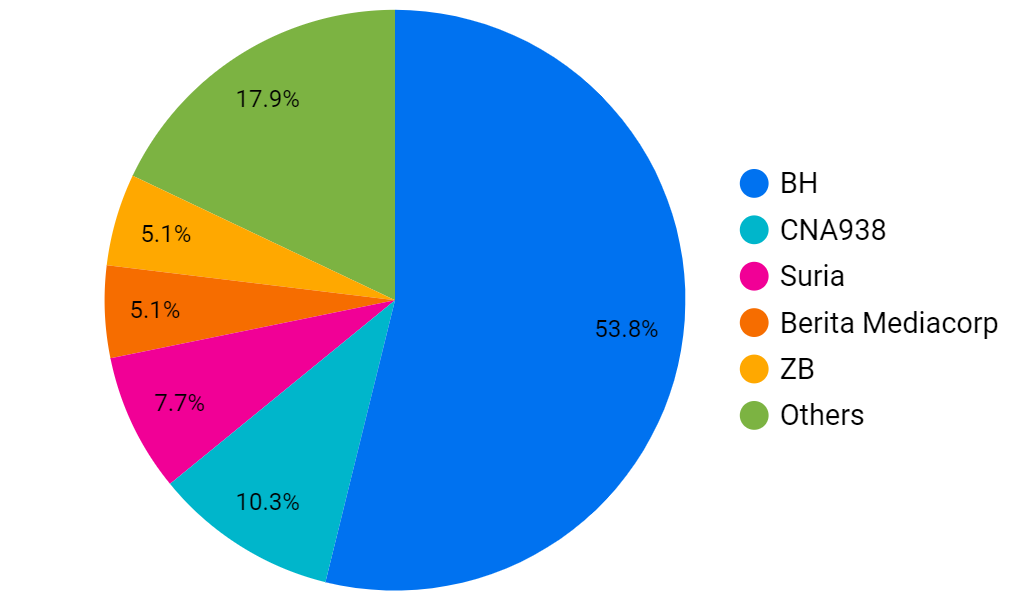 17.9%
5.1%
5.1%
7.7%
10.3%
53.8%
BH
CNA938
Suria
Berita Mediacorp
ZB
Others